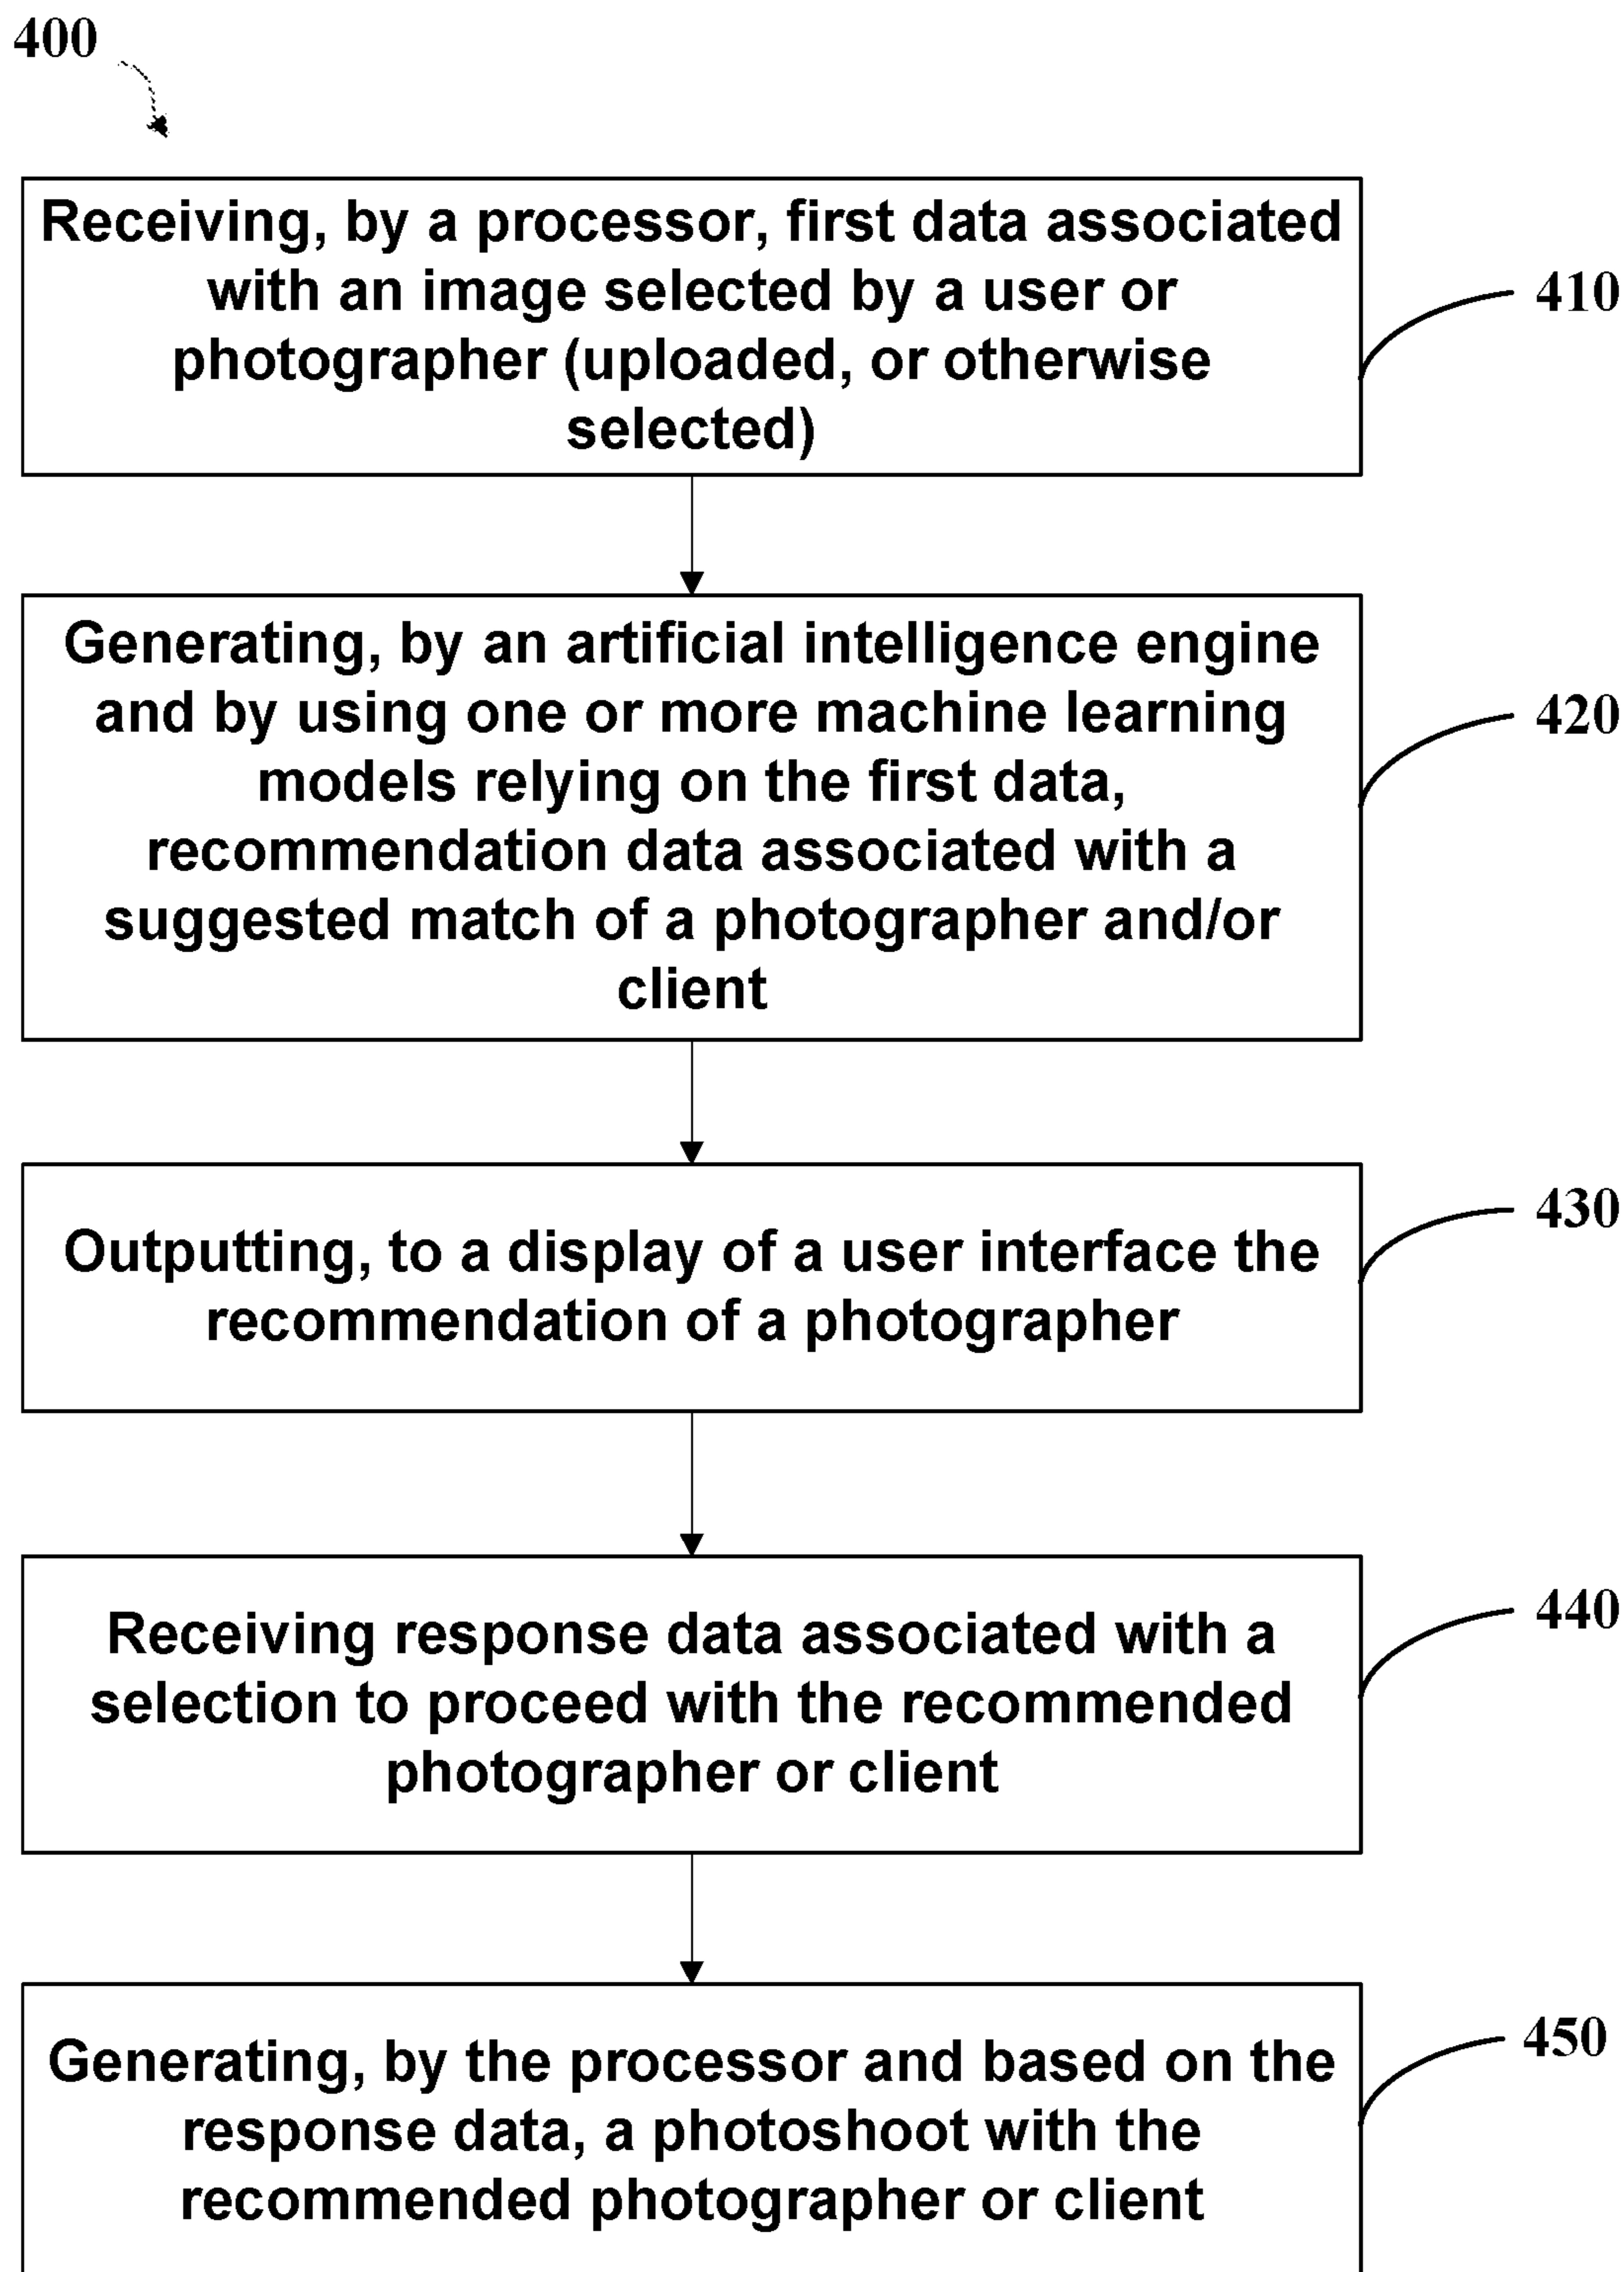 400
Receiving, by a processor, first data associated
with an image selected by a user or
photographer (uploaded, or otherwise
selected)
410
Generating, by an artificial intelligence engine
and by using one or more machine learning
models relying on the first data,
recommendation data associated with a
suggested match of a photographer and/or
client
420
Outputting, to a display of a user interface the
recommendation of a photographer
430
Receiving response data associated with a
selection to proceed with the recommended
photographer or client
440
Generating, by the processor and based on the
response data, a photoshoot with the
recommended photographer or client
450